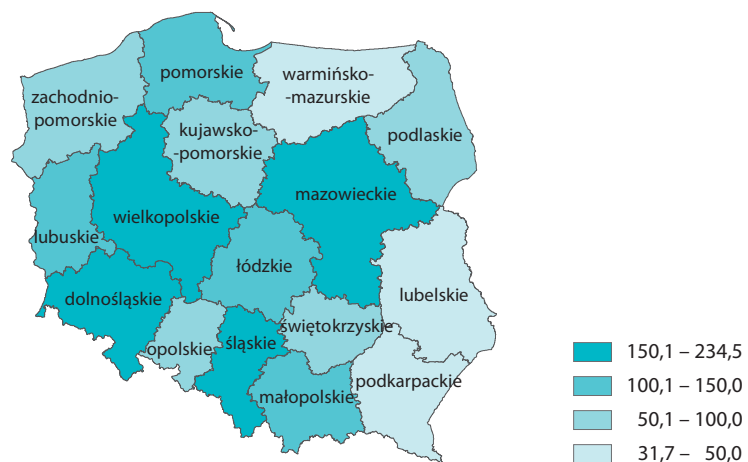 pomorskie
warmińsko-
-mazurskie
zachodnio-
pomorskie
kujawsko-
-pomorskie
podlaskie
mazowieckie
wielkopolskie
lubuskie
łódzkie
dolnośląskie
lubelskie
świętokrzyskie
opolskie
śląskie
podkarpackie
małopolskie
150,1 – 234,5
100,1 – 150,0
50,1 – 100,0
31,7 – 50,0